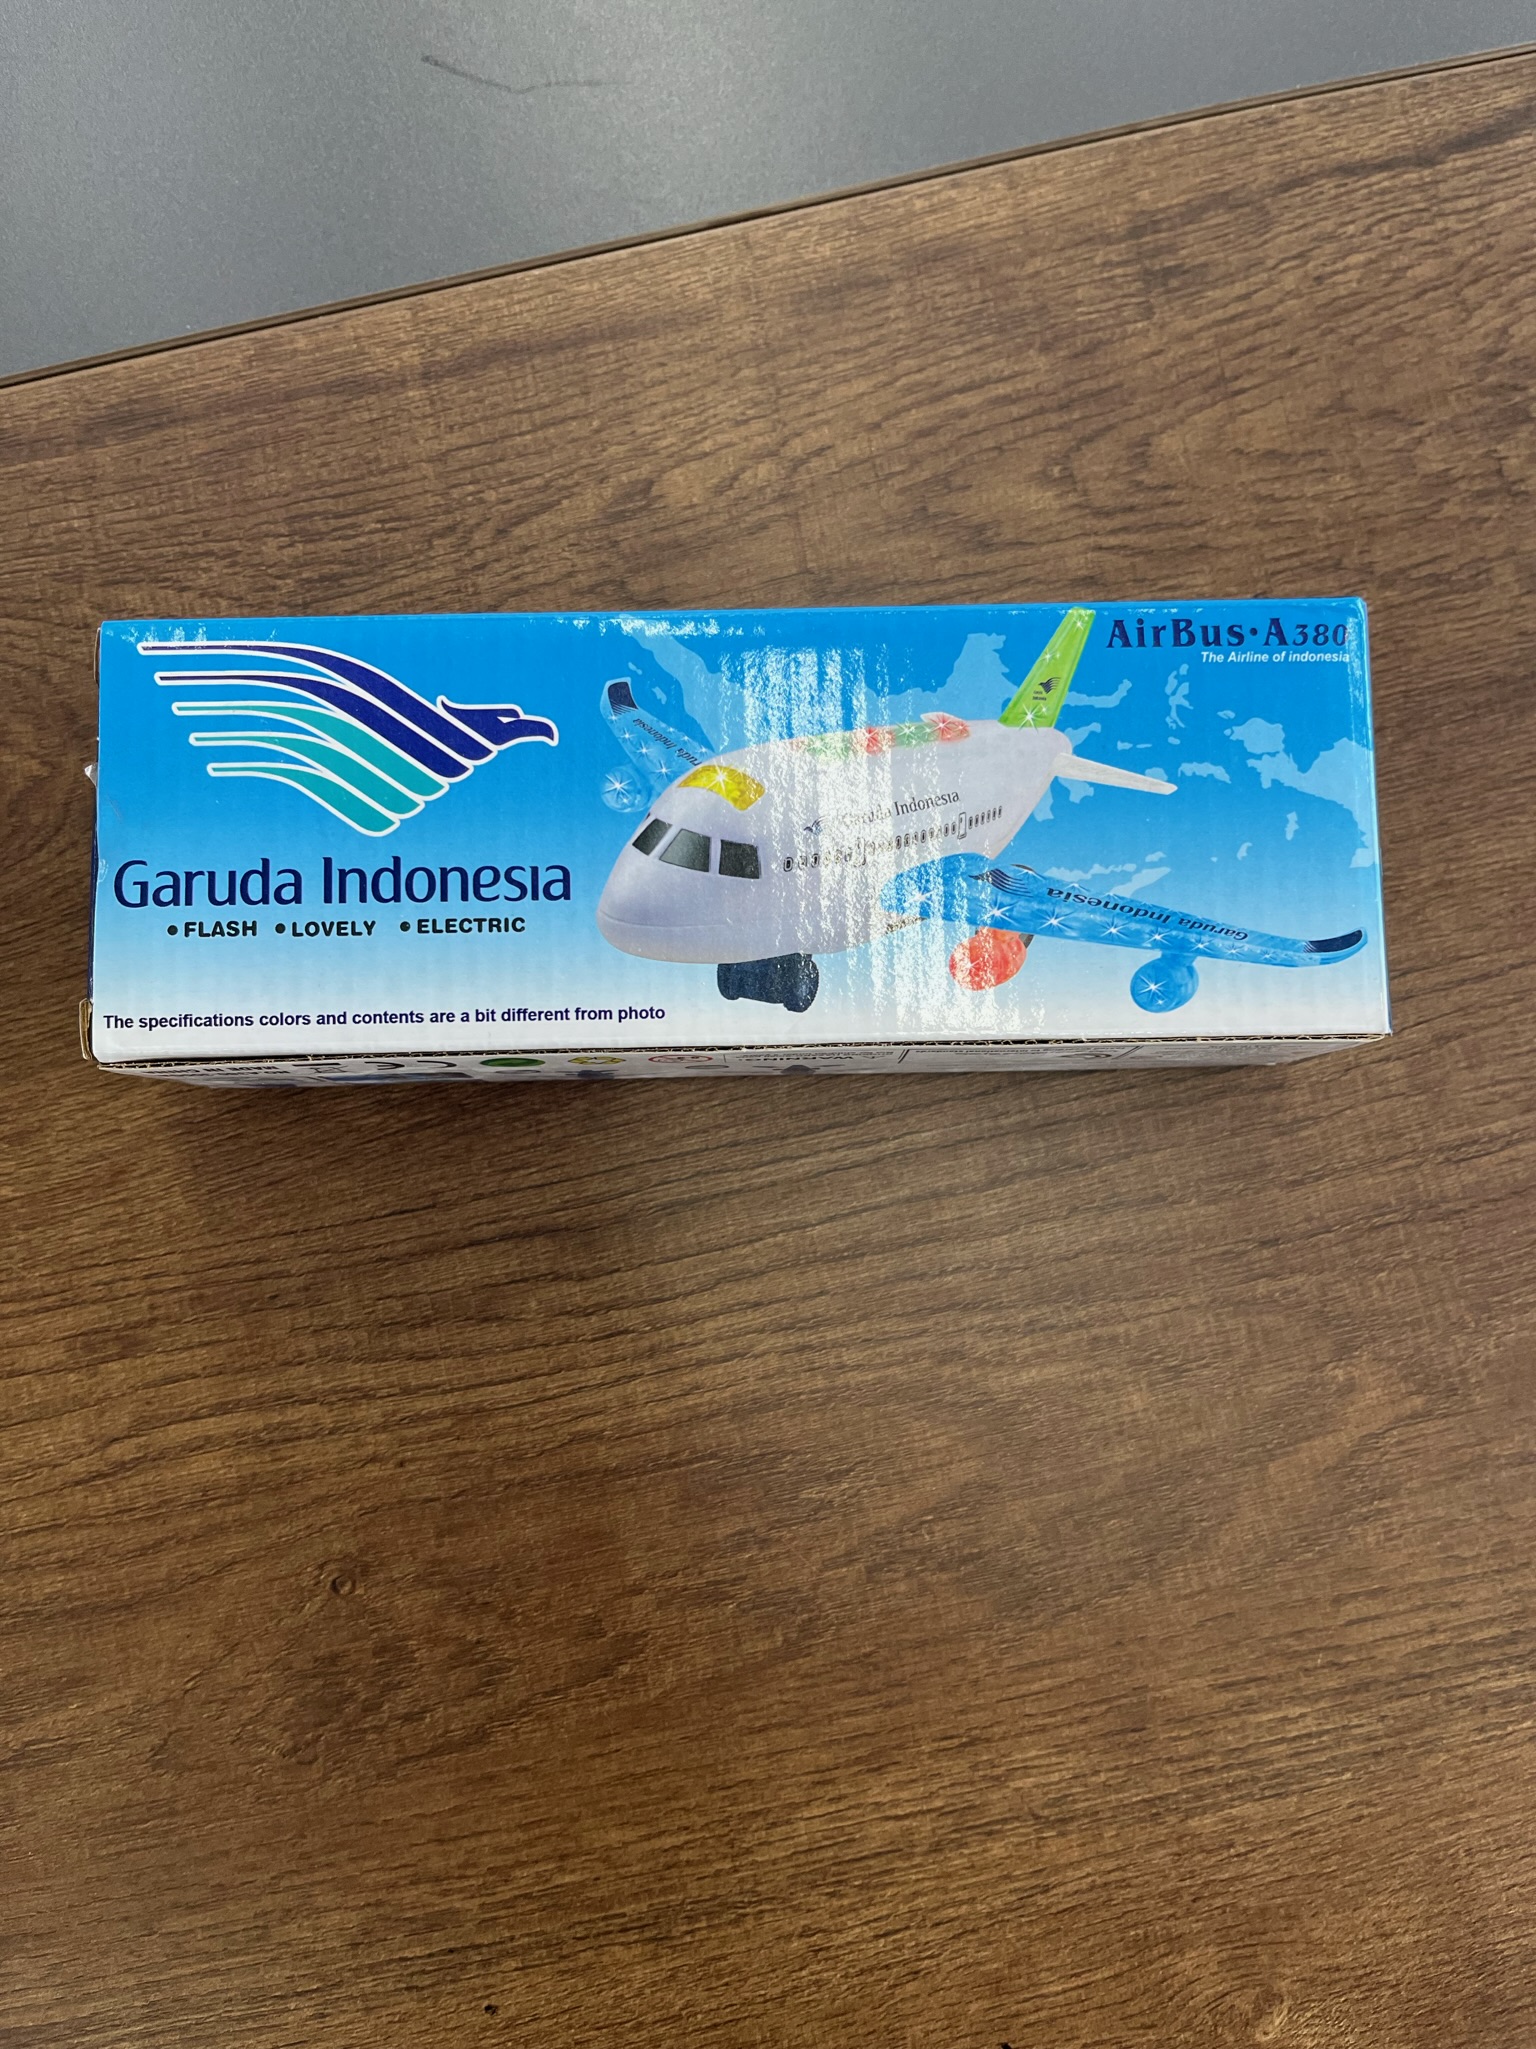 AirBus·A380
The Airline of indonesia
Garuda Indonesia
Garuda Indonesia
•FLASH •LOVELY •ELECTRIC
Garuda Indonesia
The specifications colors and contents are a bit different from photo